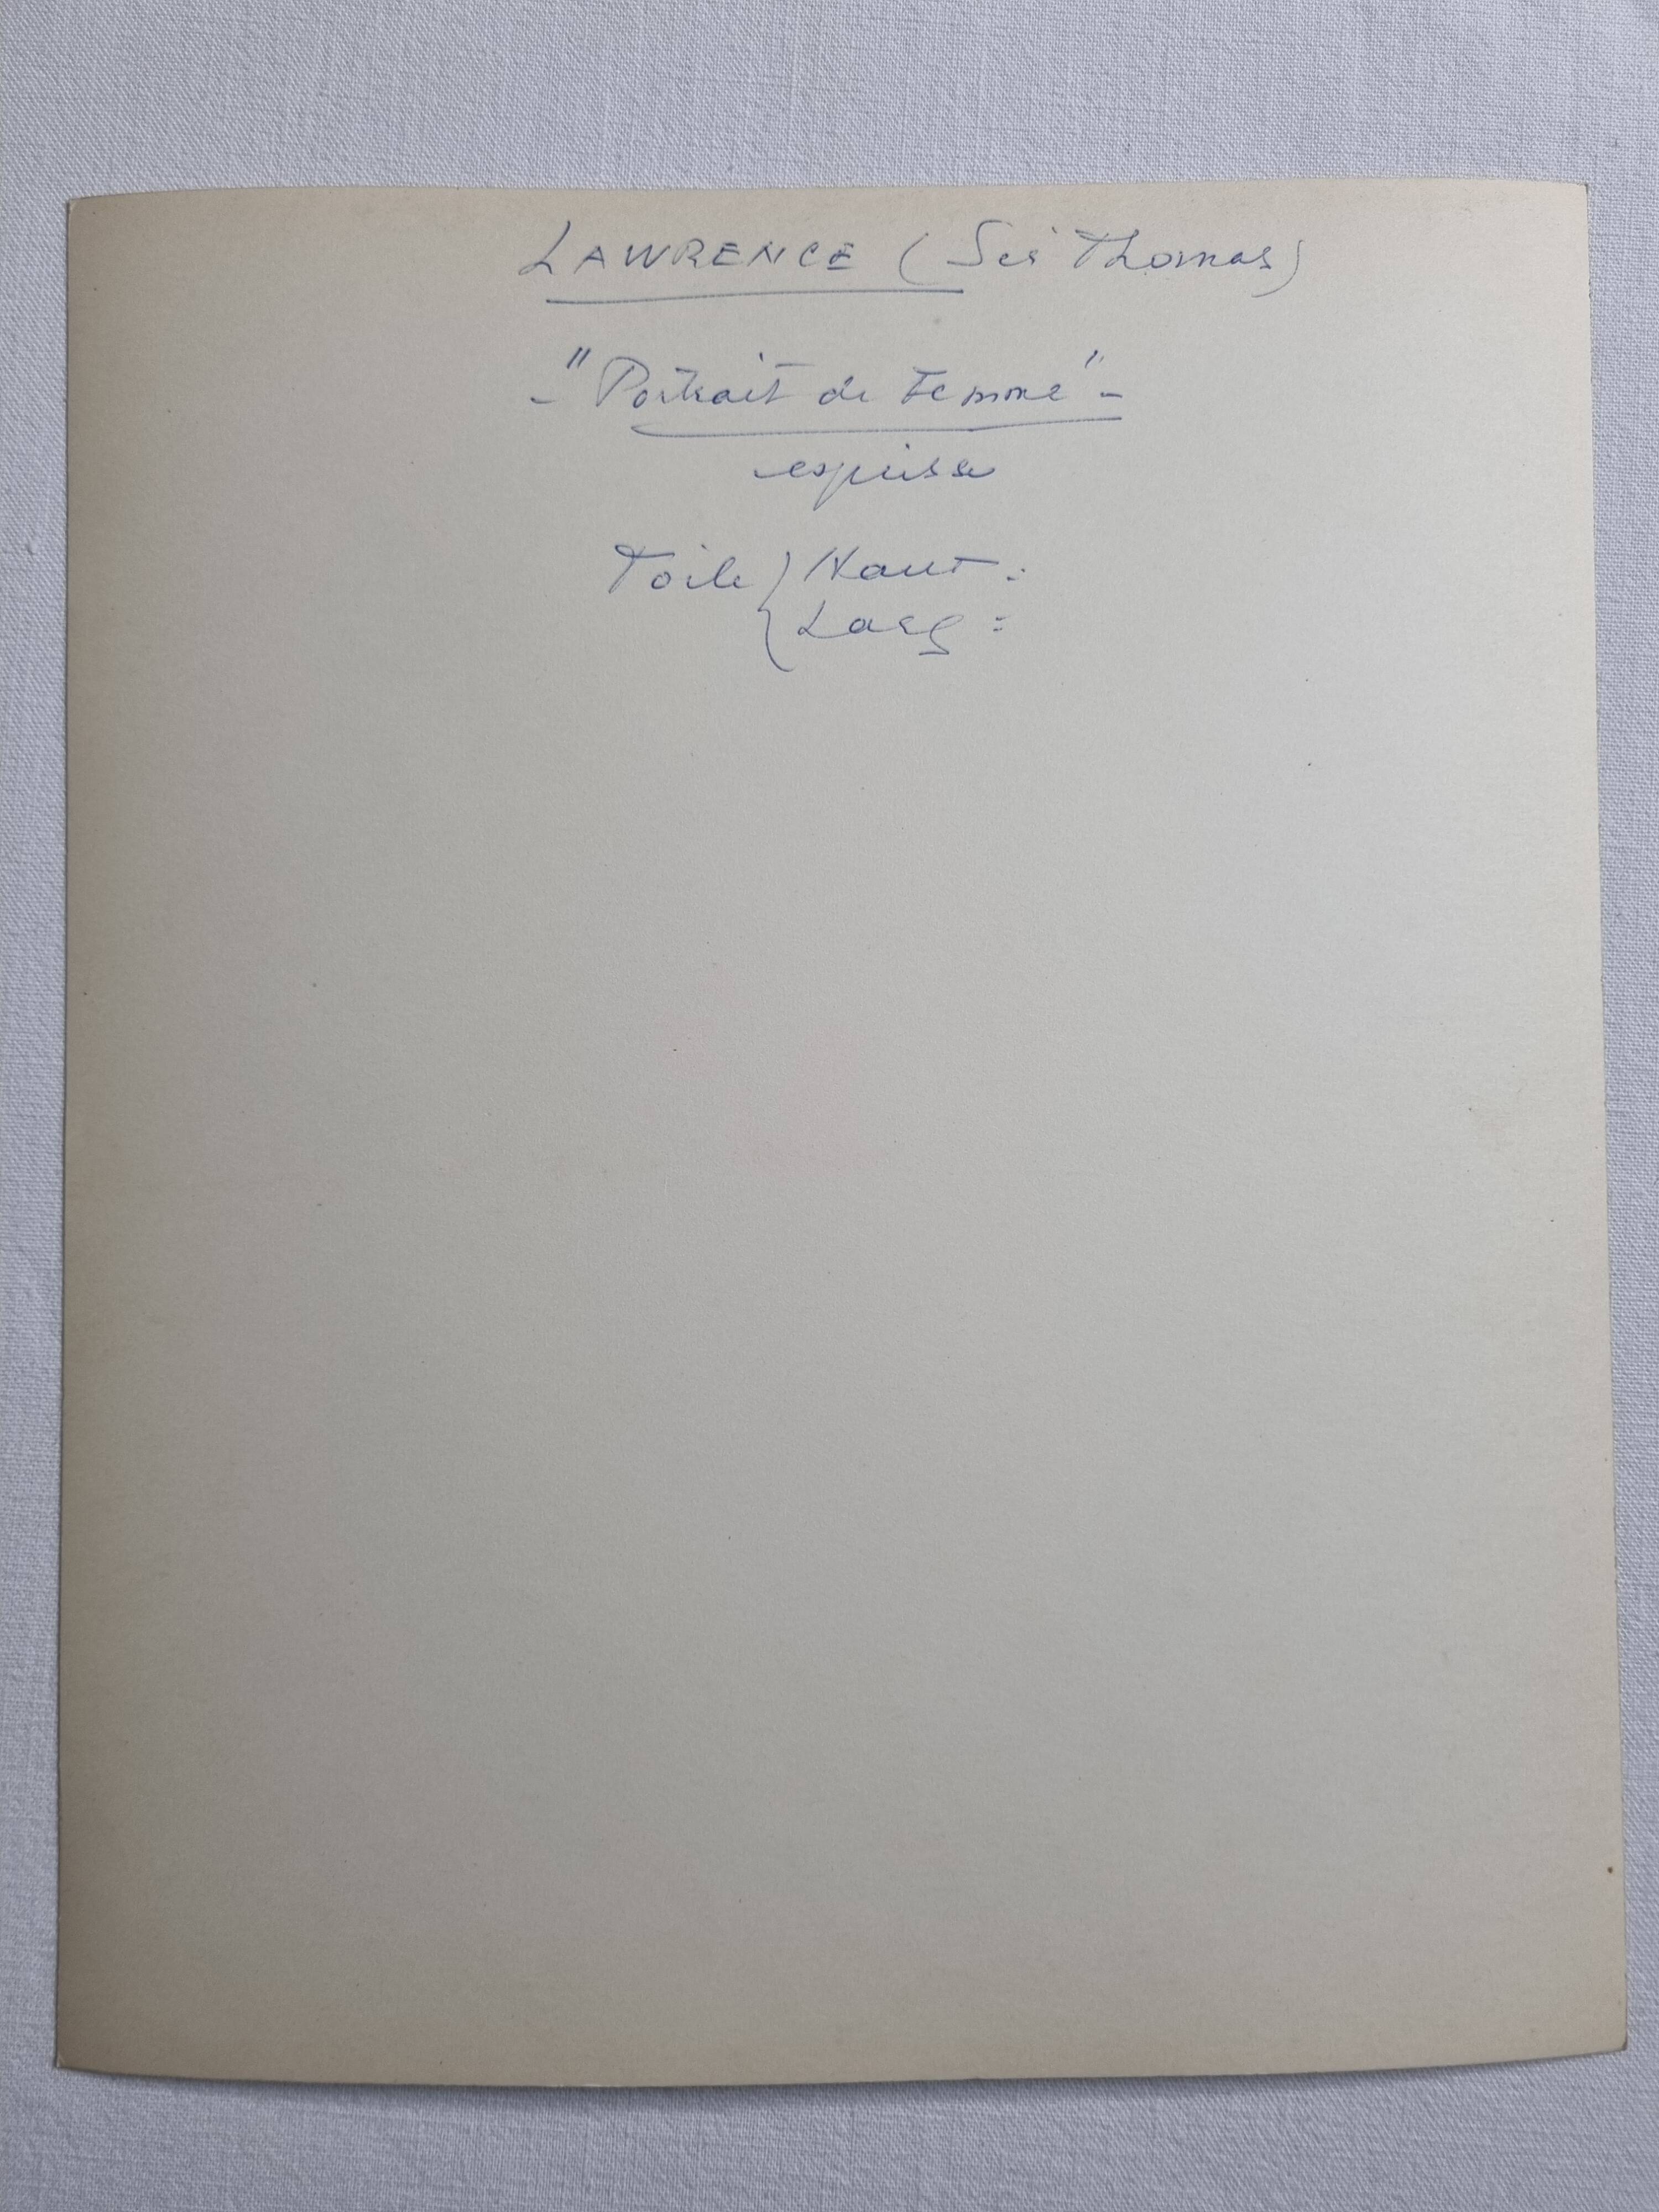 LAWRENCE (Sir Thomas)
- "Portrait de Femme" -
esquisse
Toile { Haut :
Larg :